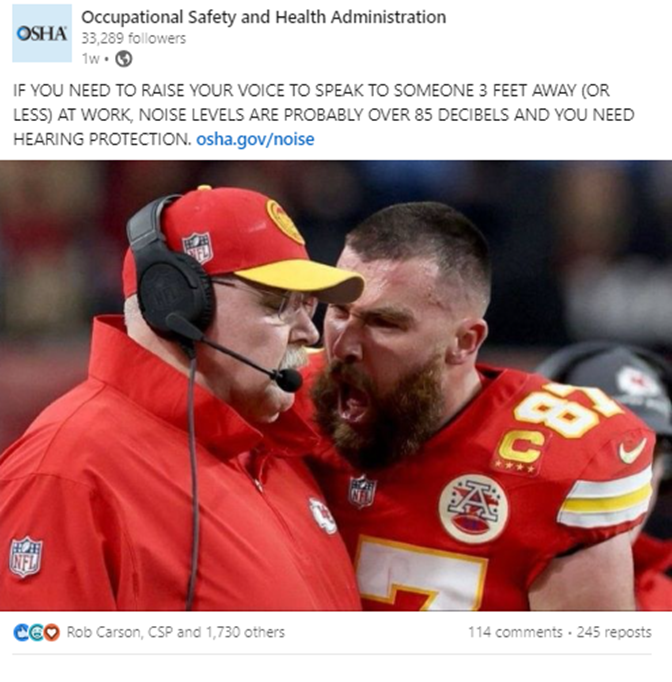 OSHA
Occupational Safety and Health Administration
33,289 followers
1w •
IF YOU NEED TO RAISE YOUR VOICE TO SPEAK TO SOMEONE 3 FEET AWAY (OR
LESS) AT WORK, NOISE LEVELS ARE PROBABLY OVER 85 DECIBELS AND YOU NEED
HEARING PROTECTION. osha.gov/noise
NFL
87
C
NFL
A
KC
NFL
7
Rob Carson, CSP and 1,730 others
114 comments • 245 reposts